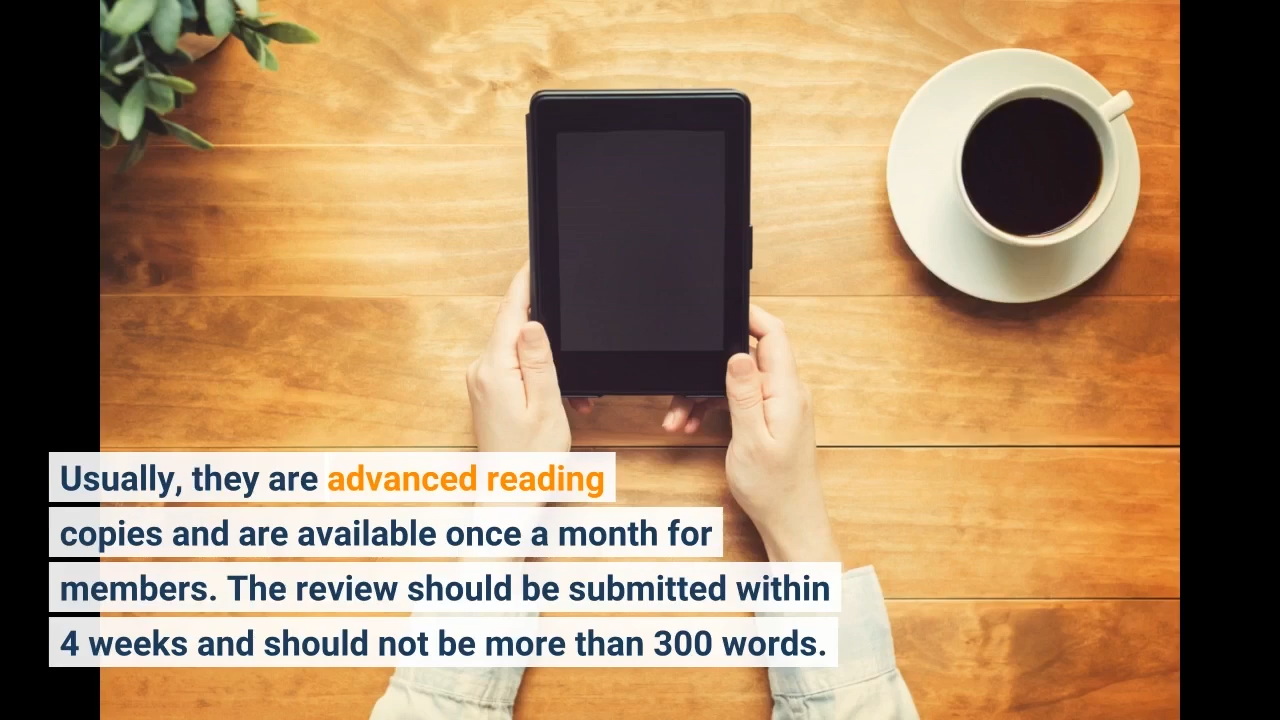 Usually, they are advanced reading
copies and are available once a month for
members. The review should be submitted within
4 weeks and should not be more than 300 words.